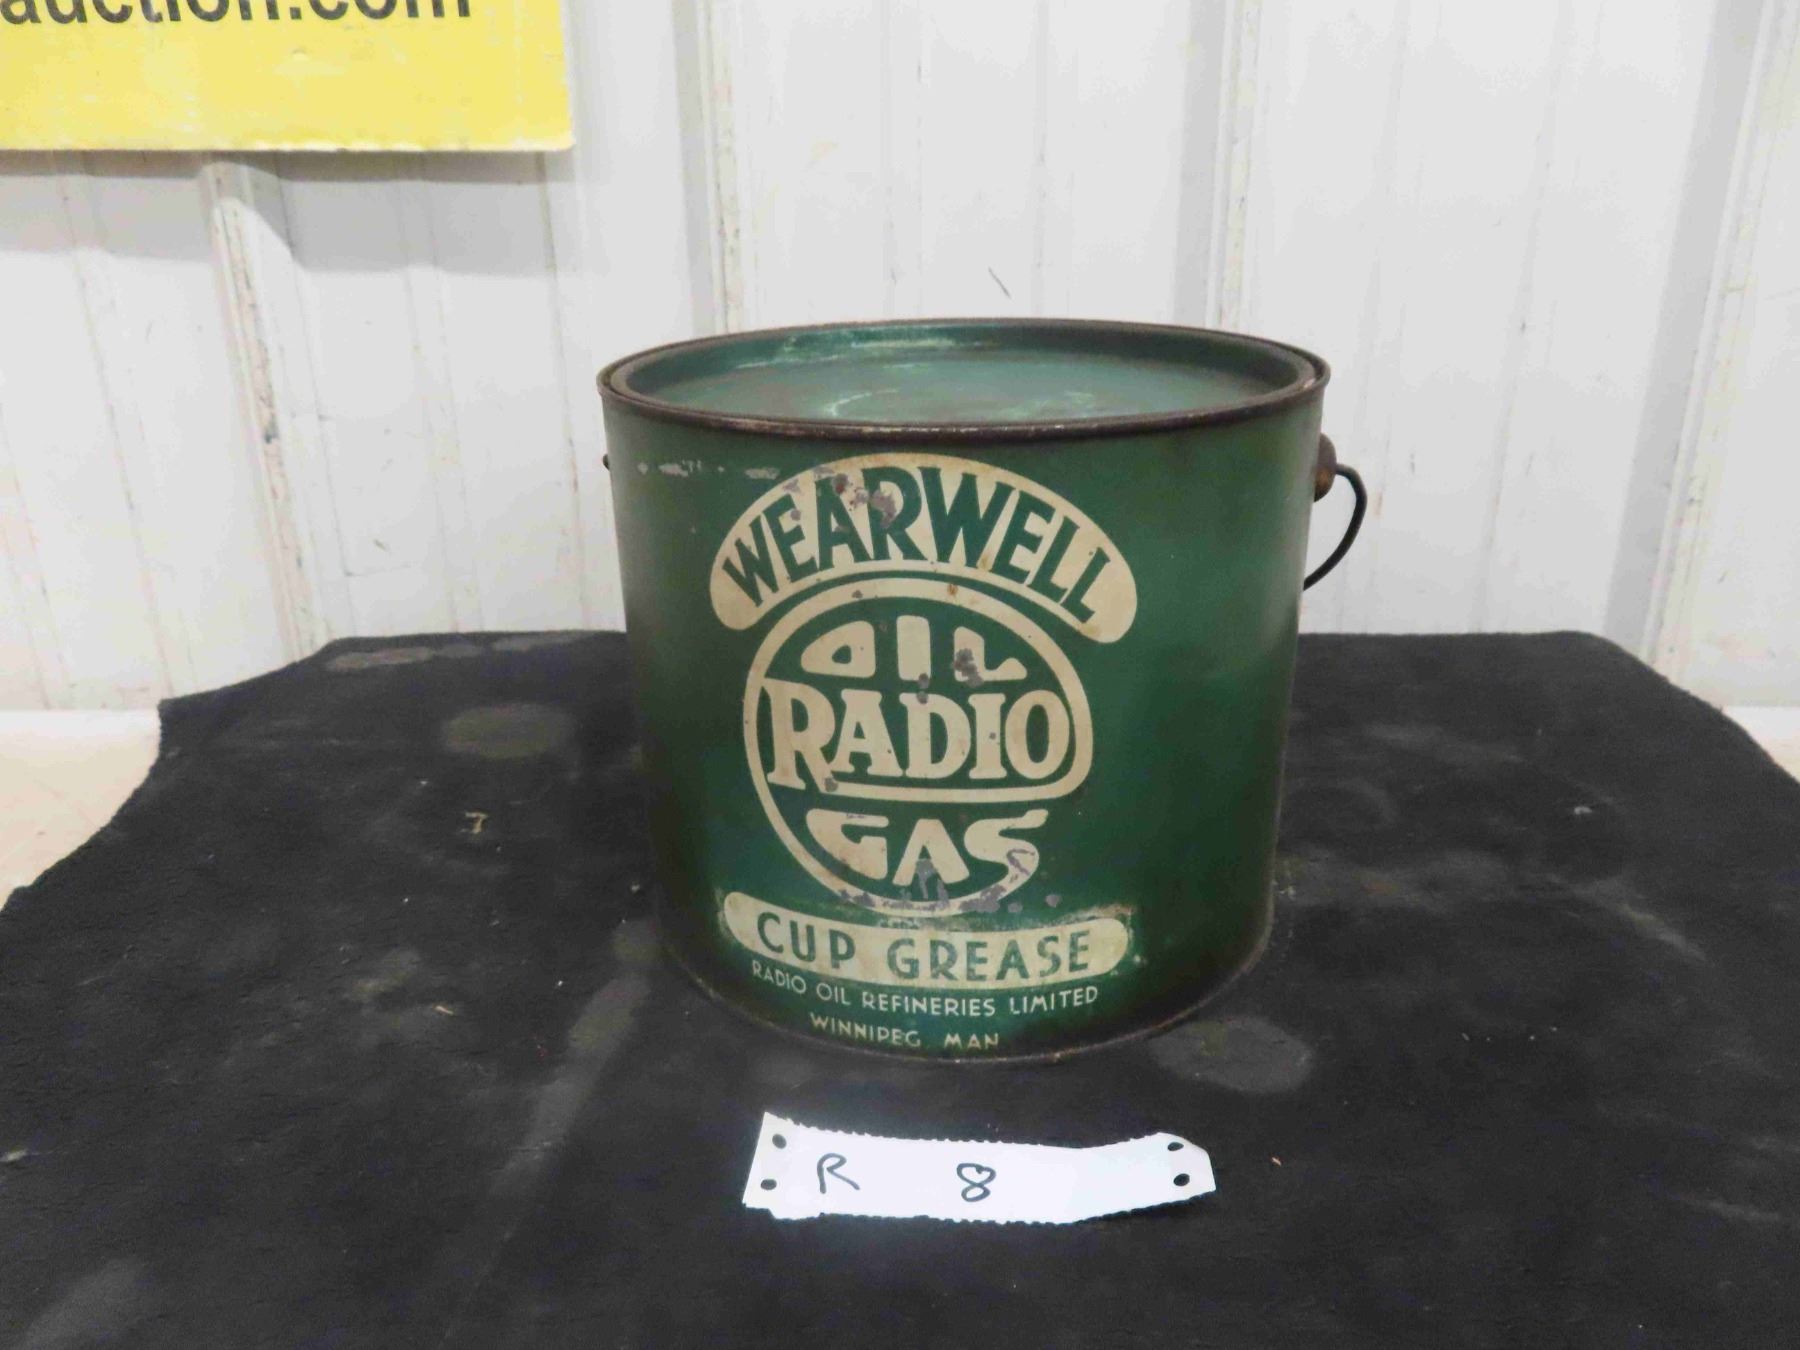 auction.com
WEARWELL
OIL
RADIO
GAS
CUP GREASE
RADIO OIL REFINERIES LIMITED
WINNIPEG MAN
R 8